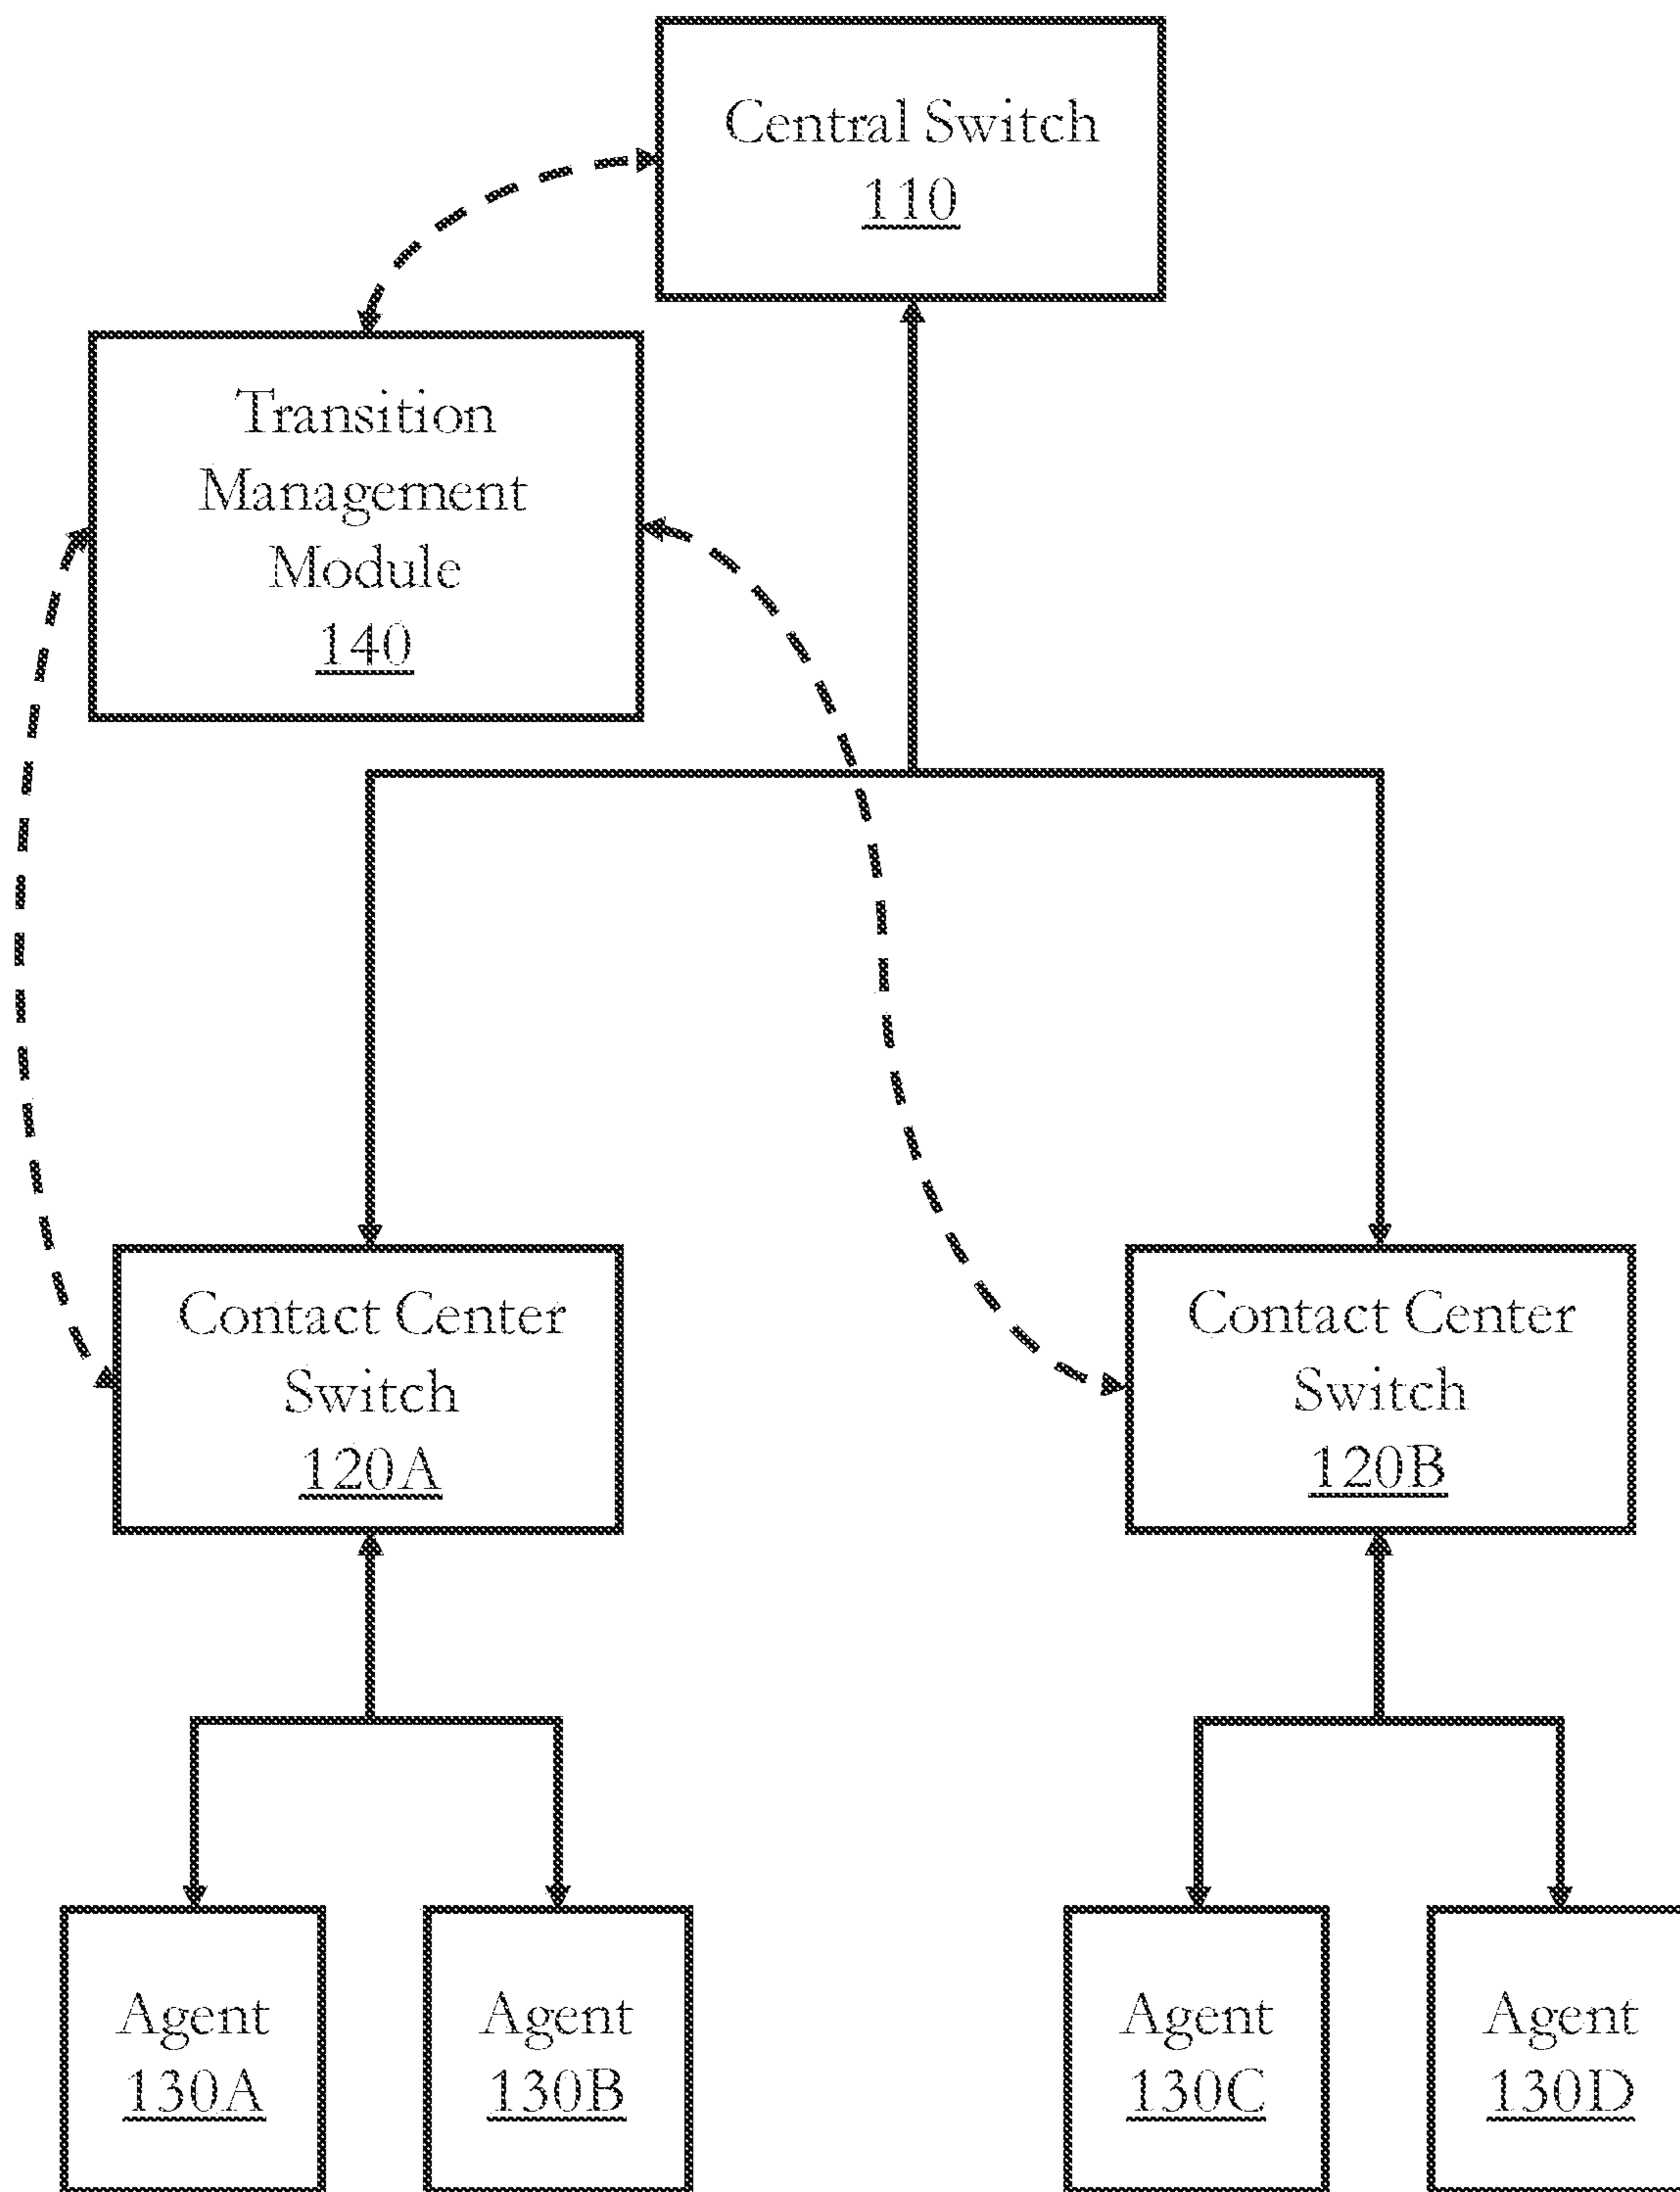 Central Switch
110
Transition
Management
Module
140
Contact Center
Switch
120A
Contact Center
Switch
120B
Agent
130A
Agent
130B
Agent
130C
Agent
130D